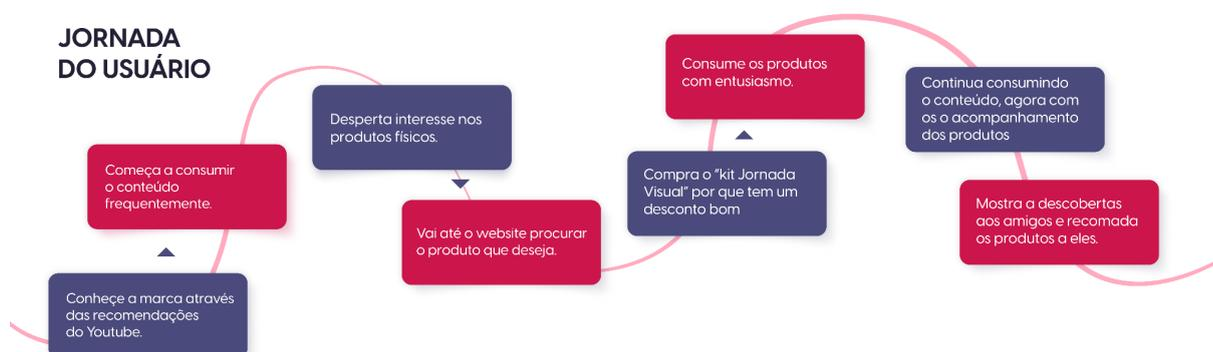 JORNADA
DO USUÁRIO
Conheçe a marca através
das recomendações
do Youtube.
Começa a consumir
o conteúdo
frequentemente.
Desperta interesse nos
produtos físicos.
Vai até o website procurar
o produto que deseja.
Compra o “kit Jornada
Visual” por que tem um
desconto bom
Consume os produtos
com entusiasmo.
Continua consumindo
o conteúdo, agora com
os o acompanhamento
dos produtos
Mostra a descobertas
aos amigos e recomada
os produtos a eles.